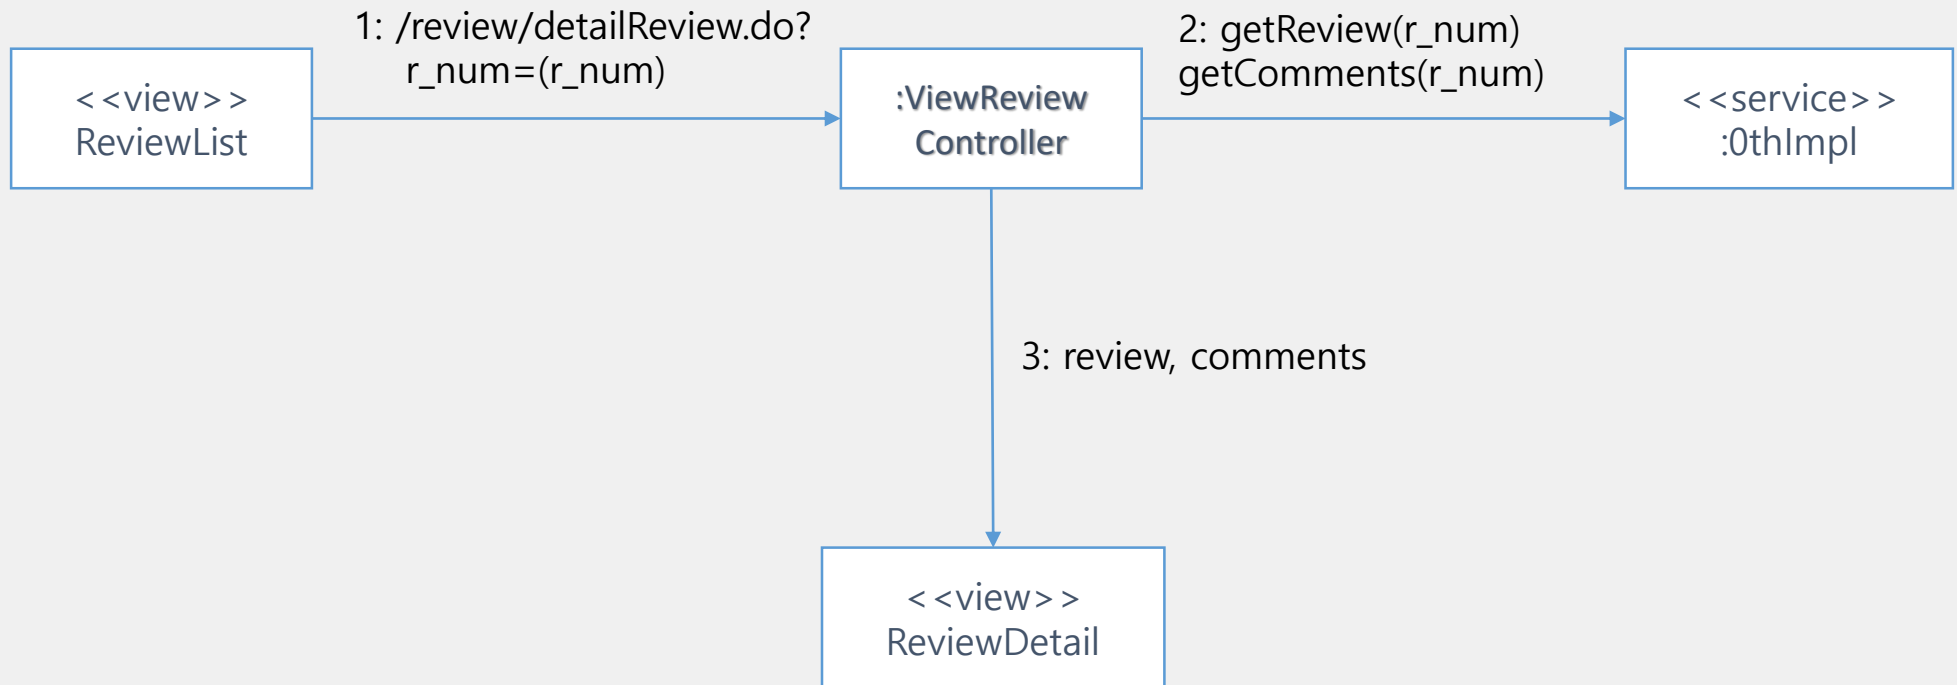 1: /review/detailReview.do?
r_num=(r_num)
2: getReview(r_num)
getComments(r_num)
<<view>>
ReviewList
:ViewReview
Controller
<<service>>
:0thImpl
3: review, comments
<<view>>
ReviewDetail